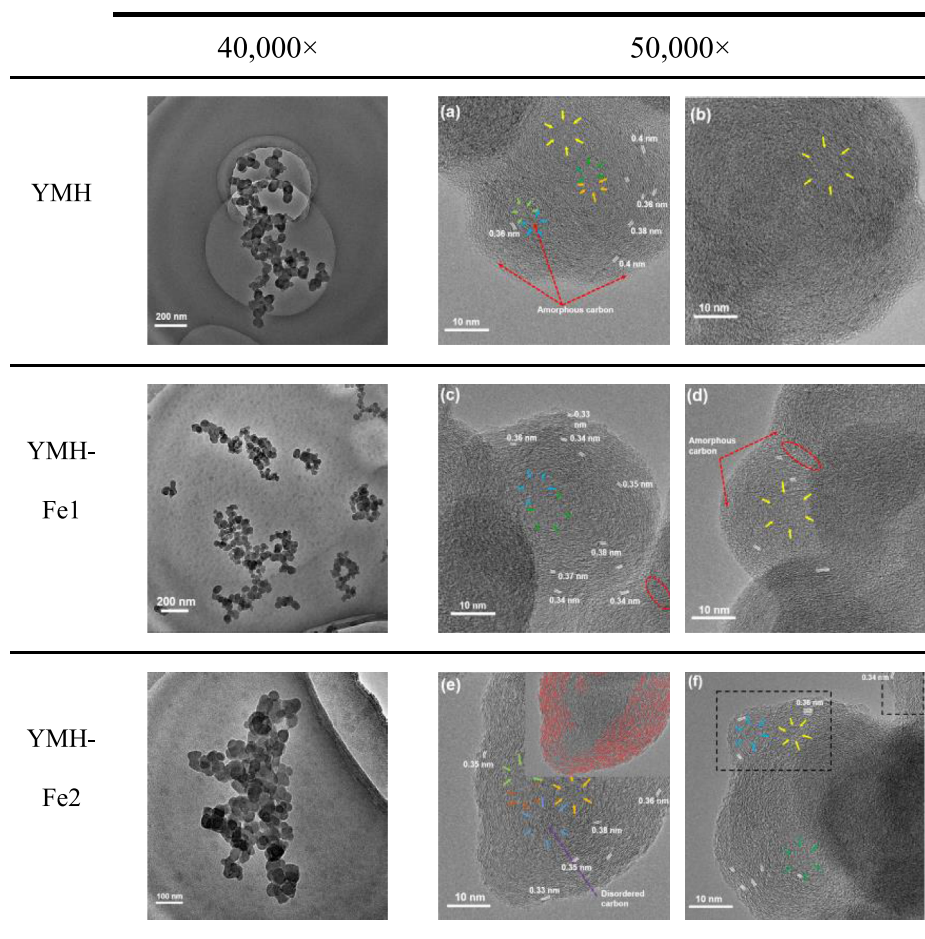 40,000×
50,000×
YMH
200 nm
(a)
0.4 nm
0.36 nm
0.38 nm
0.36 nm
0.4 nm
Amorphous carbon
10 nm
(b)
10 nm
YMH-
Fe1
200 nm
(c)
0.33
nm
0.36 nm
0.34 nm
0.35 nm
0.38 nm
0.37 nm
0.34 nm
0.34 nm
10 nm
(d)
Amorphous
carbon
10 nm
YMH-
Fe2
100 nm
(e)
0.35 nm
0.36 nm
0.38 nm
0.35 nm
0.33 nm
Disordered
carbon
10 nm
(f)
0.34 nm
0.36 nm
10 nm